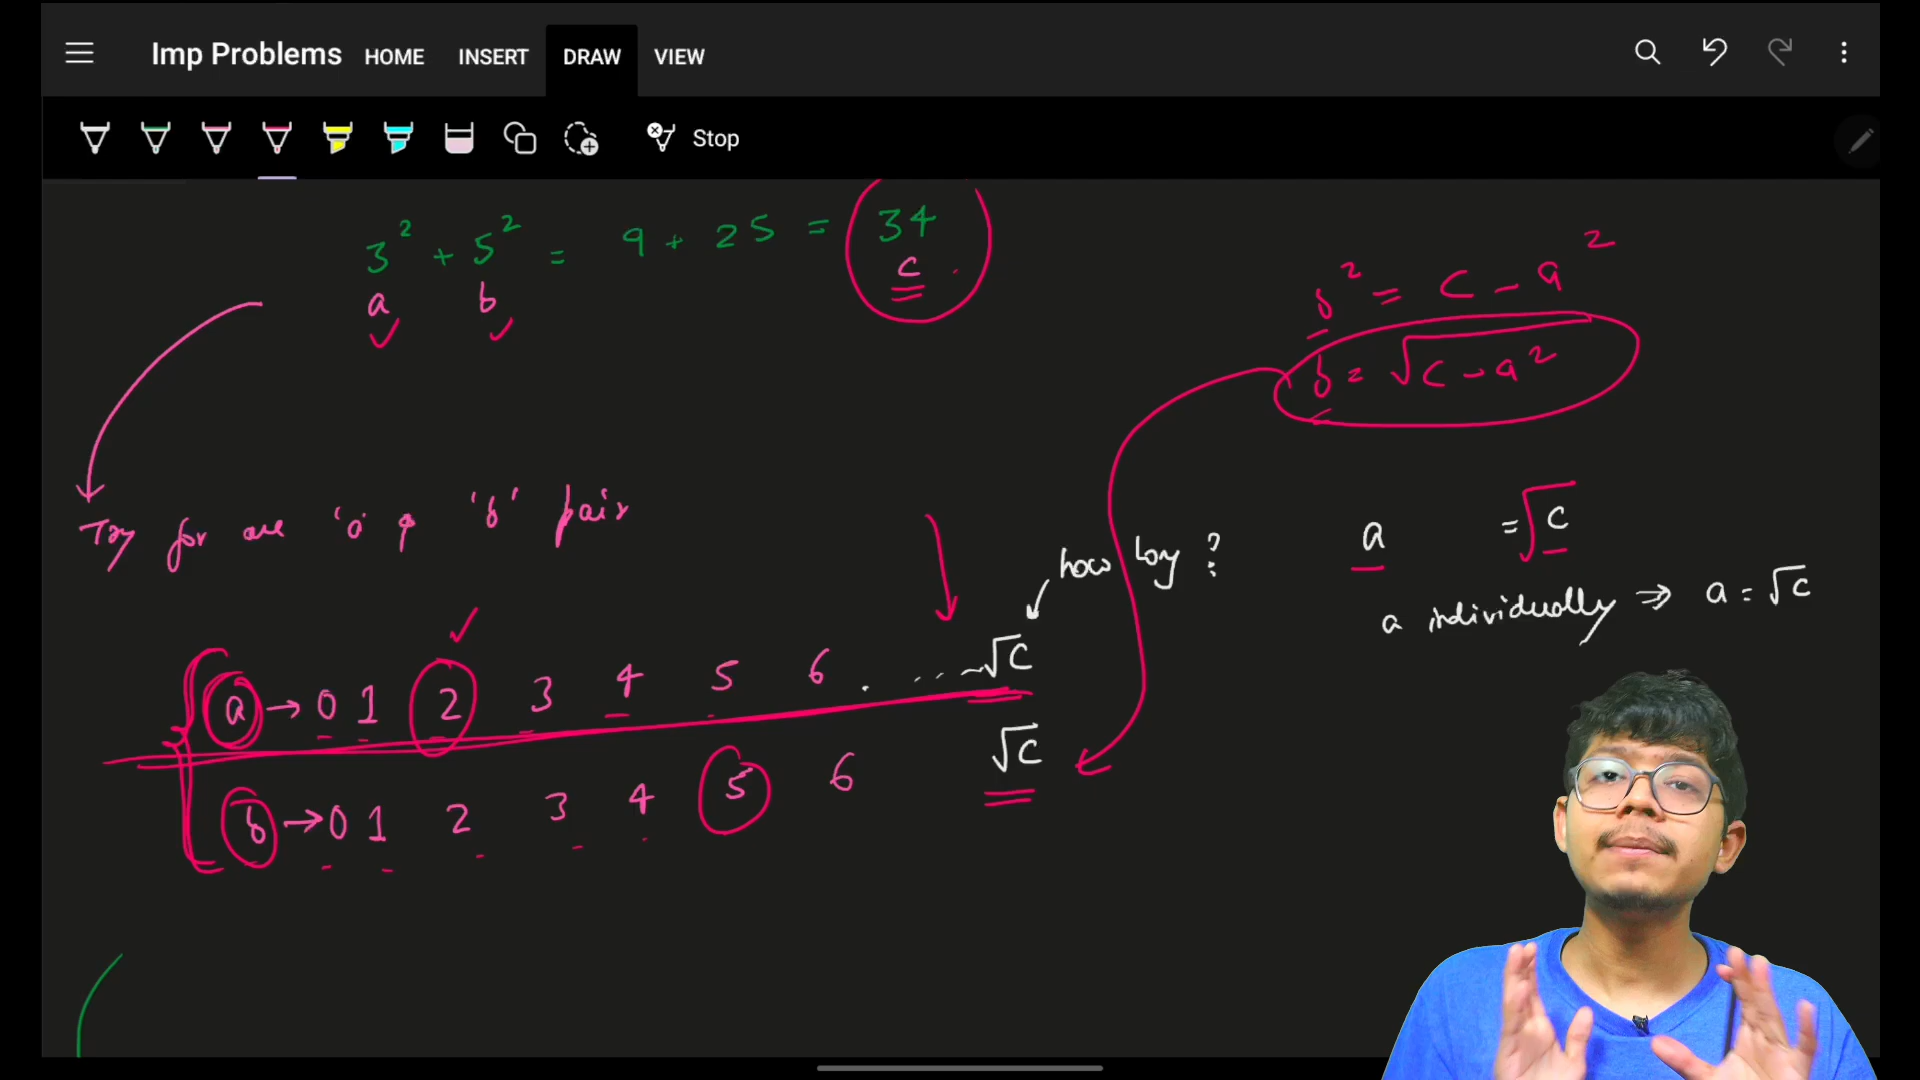 Imp Problems HOME INSERT DRAW VIEW
Stop
3² + 5² = 9 + 25 = 34
a b c
b² = c - a²
b = √c - a²
Try for all 'a' & 'b' pair
how long ?
a = √c
a individually ⇒ a = √c
a → 0 1 2 3 4 5 6 . ... √c
b → 0 1 2 3 4 5 6 √c